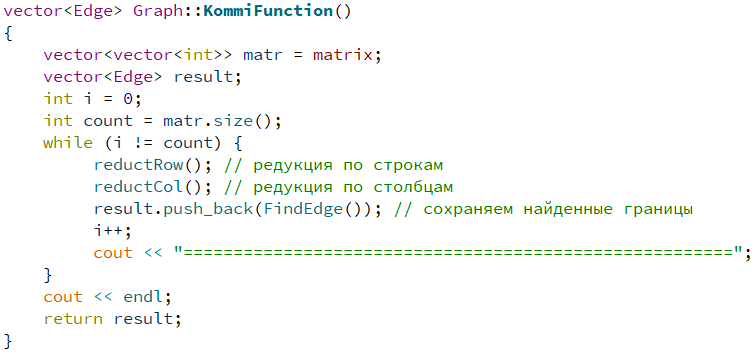 vector<Edge> Graph::KommiFunction()
{
    vector<vector<int>> matr = matrix;
    vector<Edge> result;
    int i = 0;
    int count = matr.size();
    while (i != count) {
         reductRow(); // редукция по строкам
         reductCol(); // редукция по столбцам
         result.push_back(FindEdge()); // сохраняем найденные границы
         i++;
         cout << "=======================================================";
    }
    cout << endl;
    return result;
}